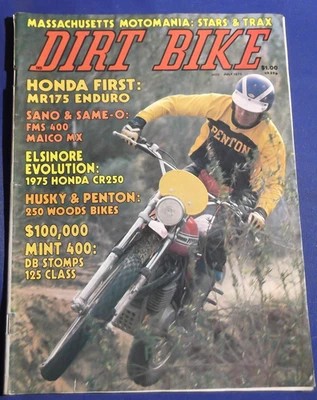 MASSACHUSETTS MOTOMANIA: STARS & TRAX
DIRT BIKE
$1.00
HONDA FIRST:
MR175 ENDURO
SANO & SAME-O:
FMS 400
MAICO MX
ELSINORE
EVOLUTION:
1975 HONDA CR250
HUSKY & PENTON:
250 WOODS BIKES
$100,000
MINT 400:
DB STOMPS
125 CLASS
PENTON